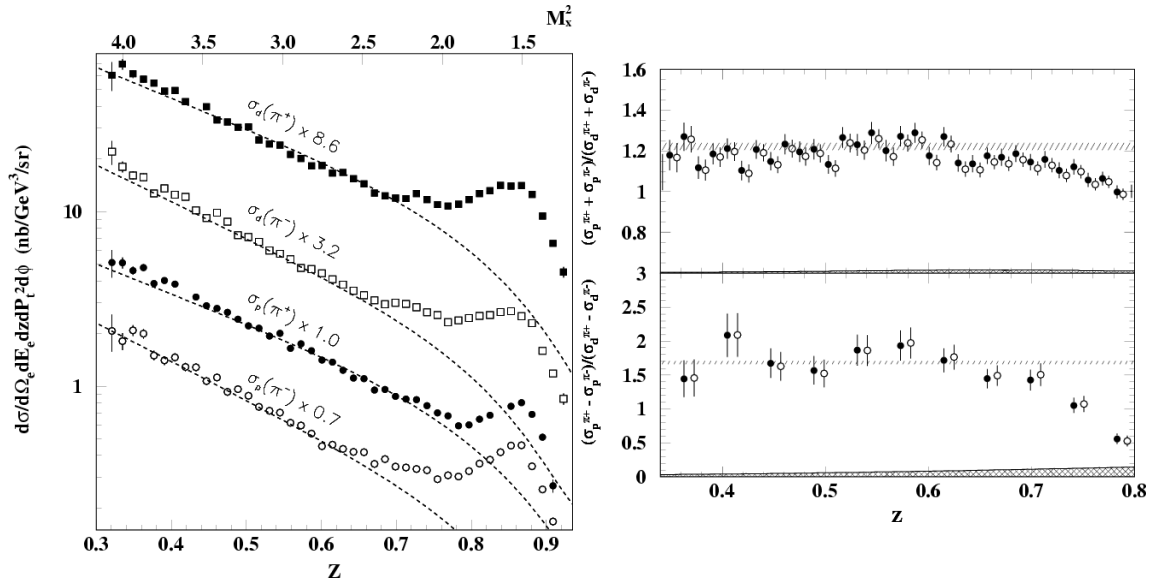 M_x^2
4.0 3.5 3.0 2.5 2.0 1.5
dσ/dΩ_e dE_e dzdP_t^2 dϕ (nb/GeV^3/sr)
10
1
σ_d(π^+) x 8.6
σ_d(π^-) x 3.2
σ_p(π^+) x 1.0
σ_p(π^-) x 0.7
0.3 0.4 0.5 0.6 0.7 0.8 0.9
Z
(σ_p^π+ + σ_p^π-)/(σ_d^π+ + σ_d^π-)
1.6
1.4
1.2
1
0.8
3
(σ_p^π+ - σ_p^π-)/(σ_d^π+ - σ_d^π-)
2.5
2
1.5
1
0.5
0
0.4 0.5 0.6 0.7 0.8
z